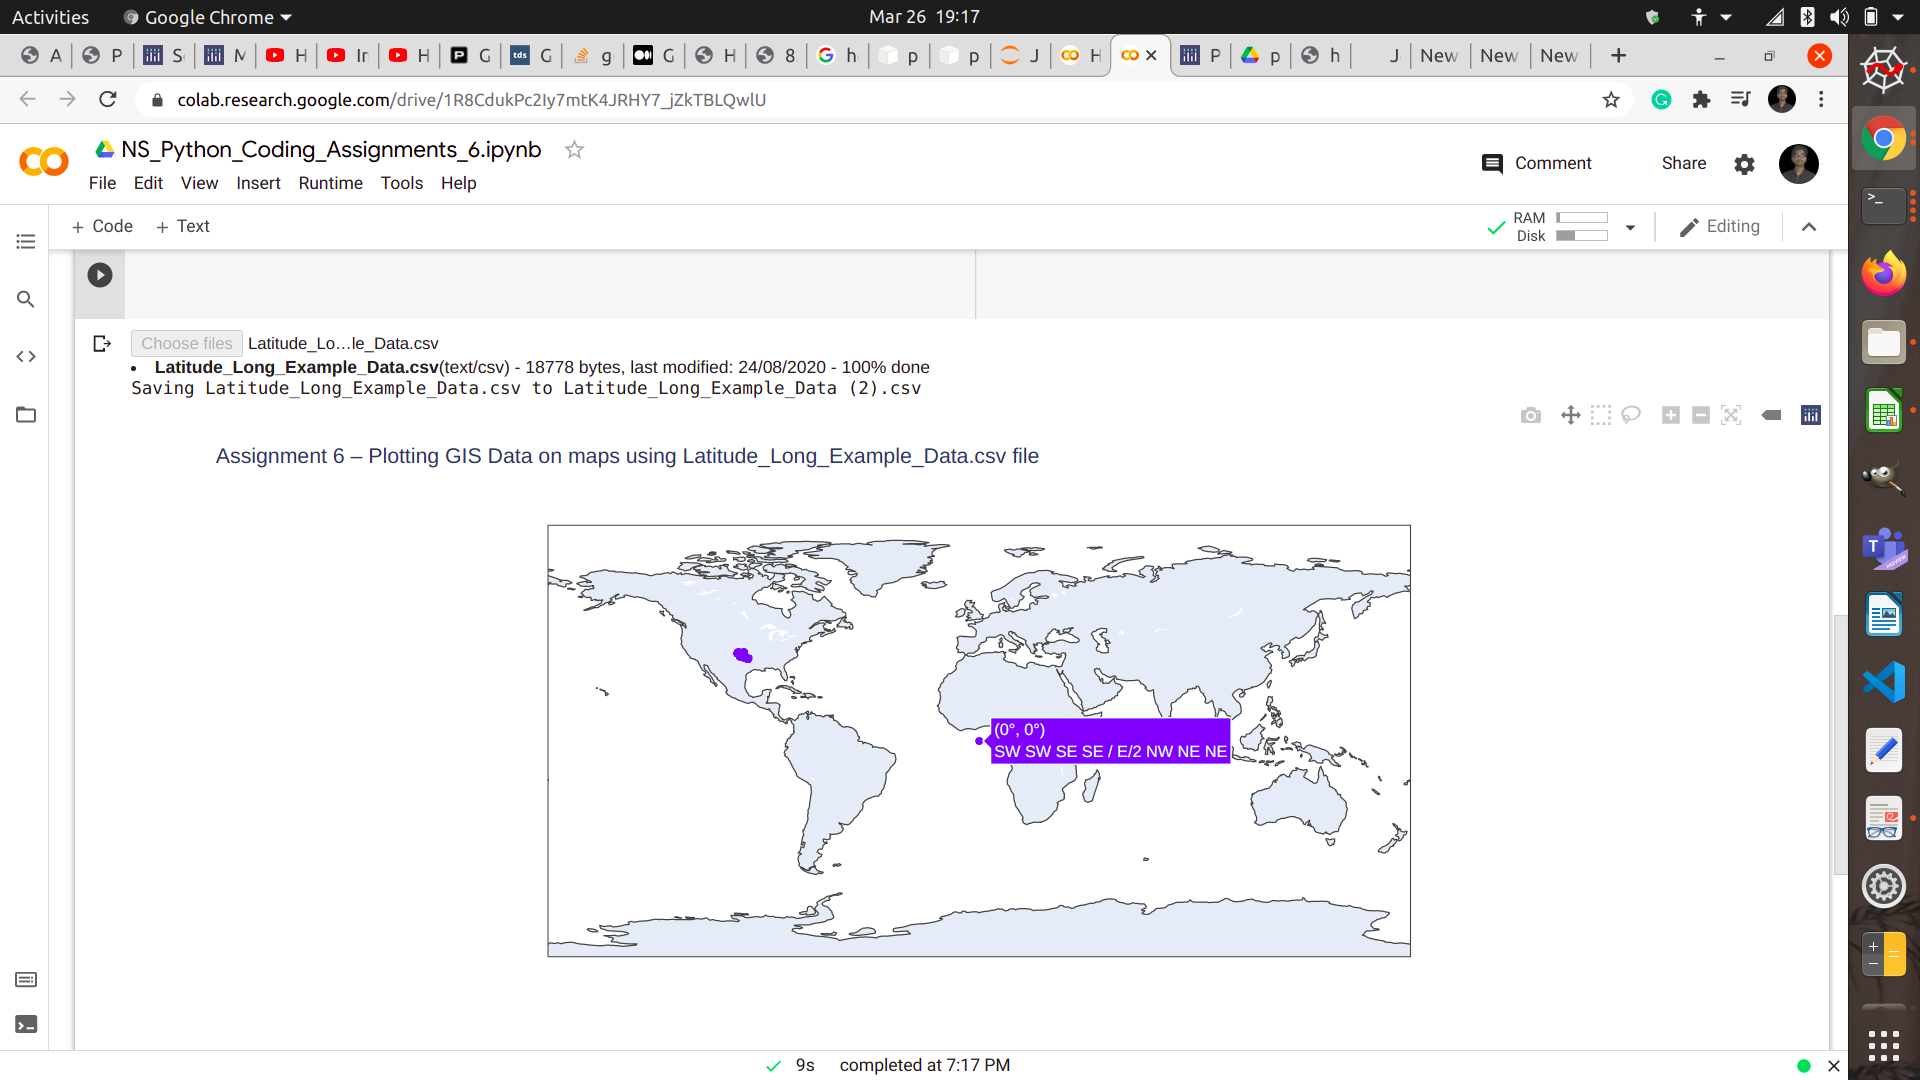 Activities
Google Chrome
Mar 26 19:17
A
P
S
M
H
In
H
G
tds
G
g
G
H
8
h
p
p
J
H
P
p
h
J
New
New
New
colab.research.google.com/drive/1R8CdukPc2Iy7mtK4JRHY7_jZkTBLQwlU
NS_Python_Coding_Assignments_6.ipynb
Comment
Share
File Edit View Insert Runtime Tools Help
+ Code + Text
RAM
Disk
Editing
Choose files Latitude_Lo…le_Data.csv
• Latitude_Long_Example_Data.csv(text/csv) - 18778 bytes, last modified: 24/08/2020 - 100% done
Saving Latitude_Long_Example_Data.csv to Latitude_Long_Example_Data (2).csv
Assignment 6 – Plotting GIS Data on maps using Latitude_Long_Example_Data.csv file
(0°, 0°)
SW SW SE SE / E/2 NW NE NE
9s completed at 7:17 PM